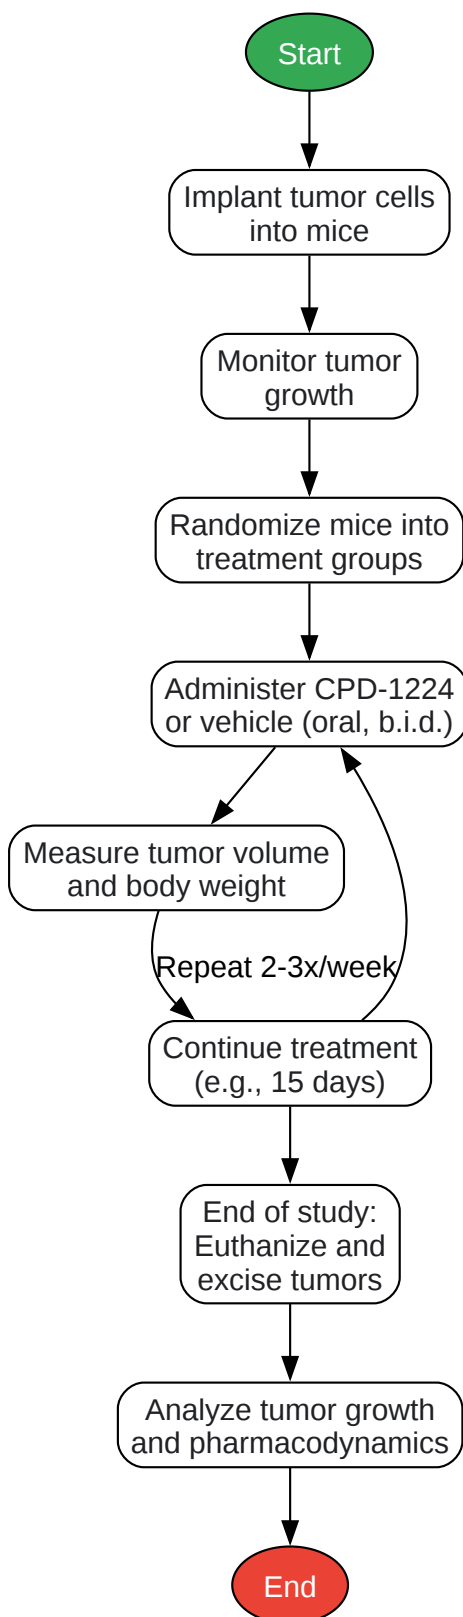 Start
Implant tumor cells
into mice
Monitor tumor
growth
Randomize mice into
treatment groups
Administer CPD-1224
or vehicle (oral, b.i.d.)
Measure tumor volume
and body weight
Repeat 2-3x/week
Continue treatment
(e.g., 15 days)
End of study:
Euthanize and
excise tumors
Analyze tumor growth
and pharmacodynamics
End